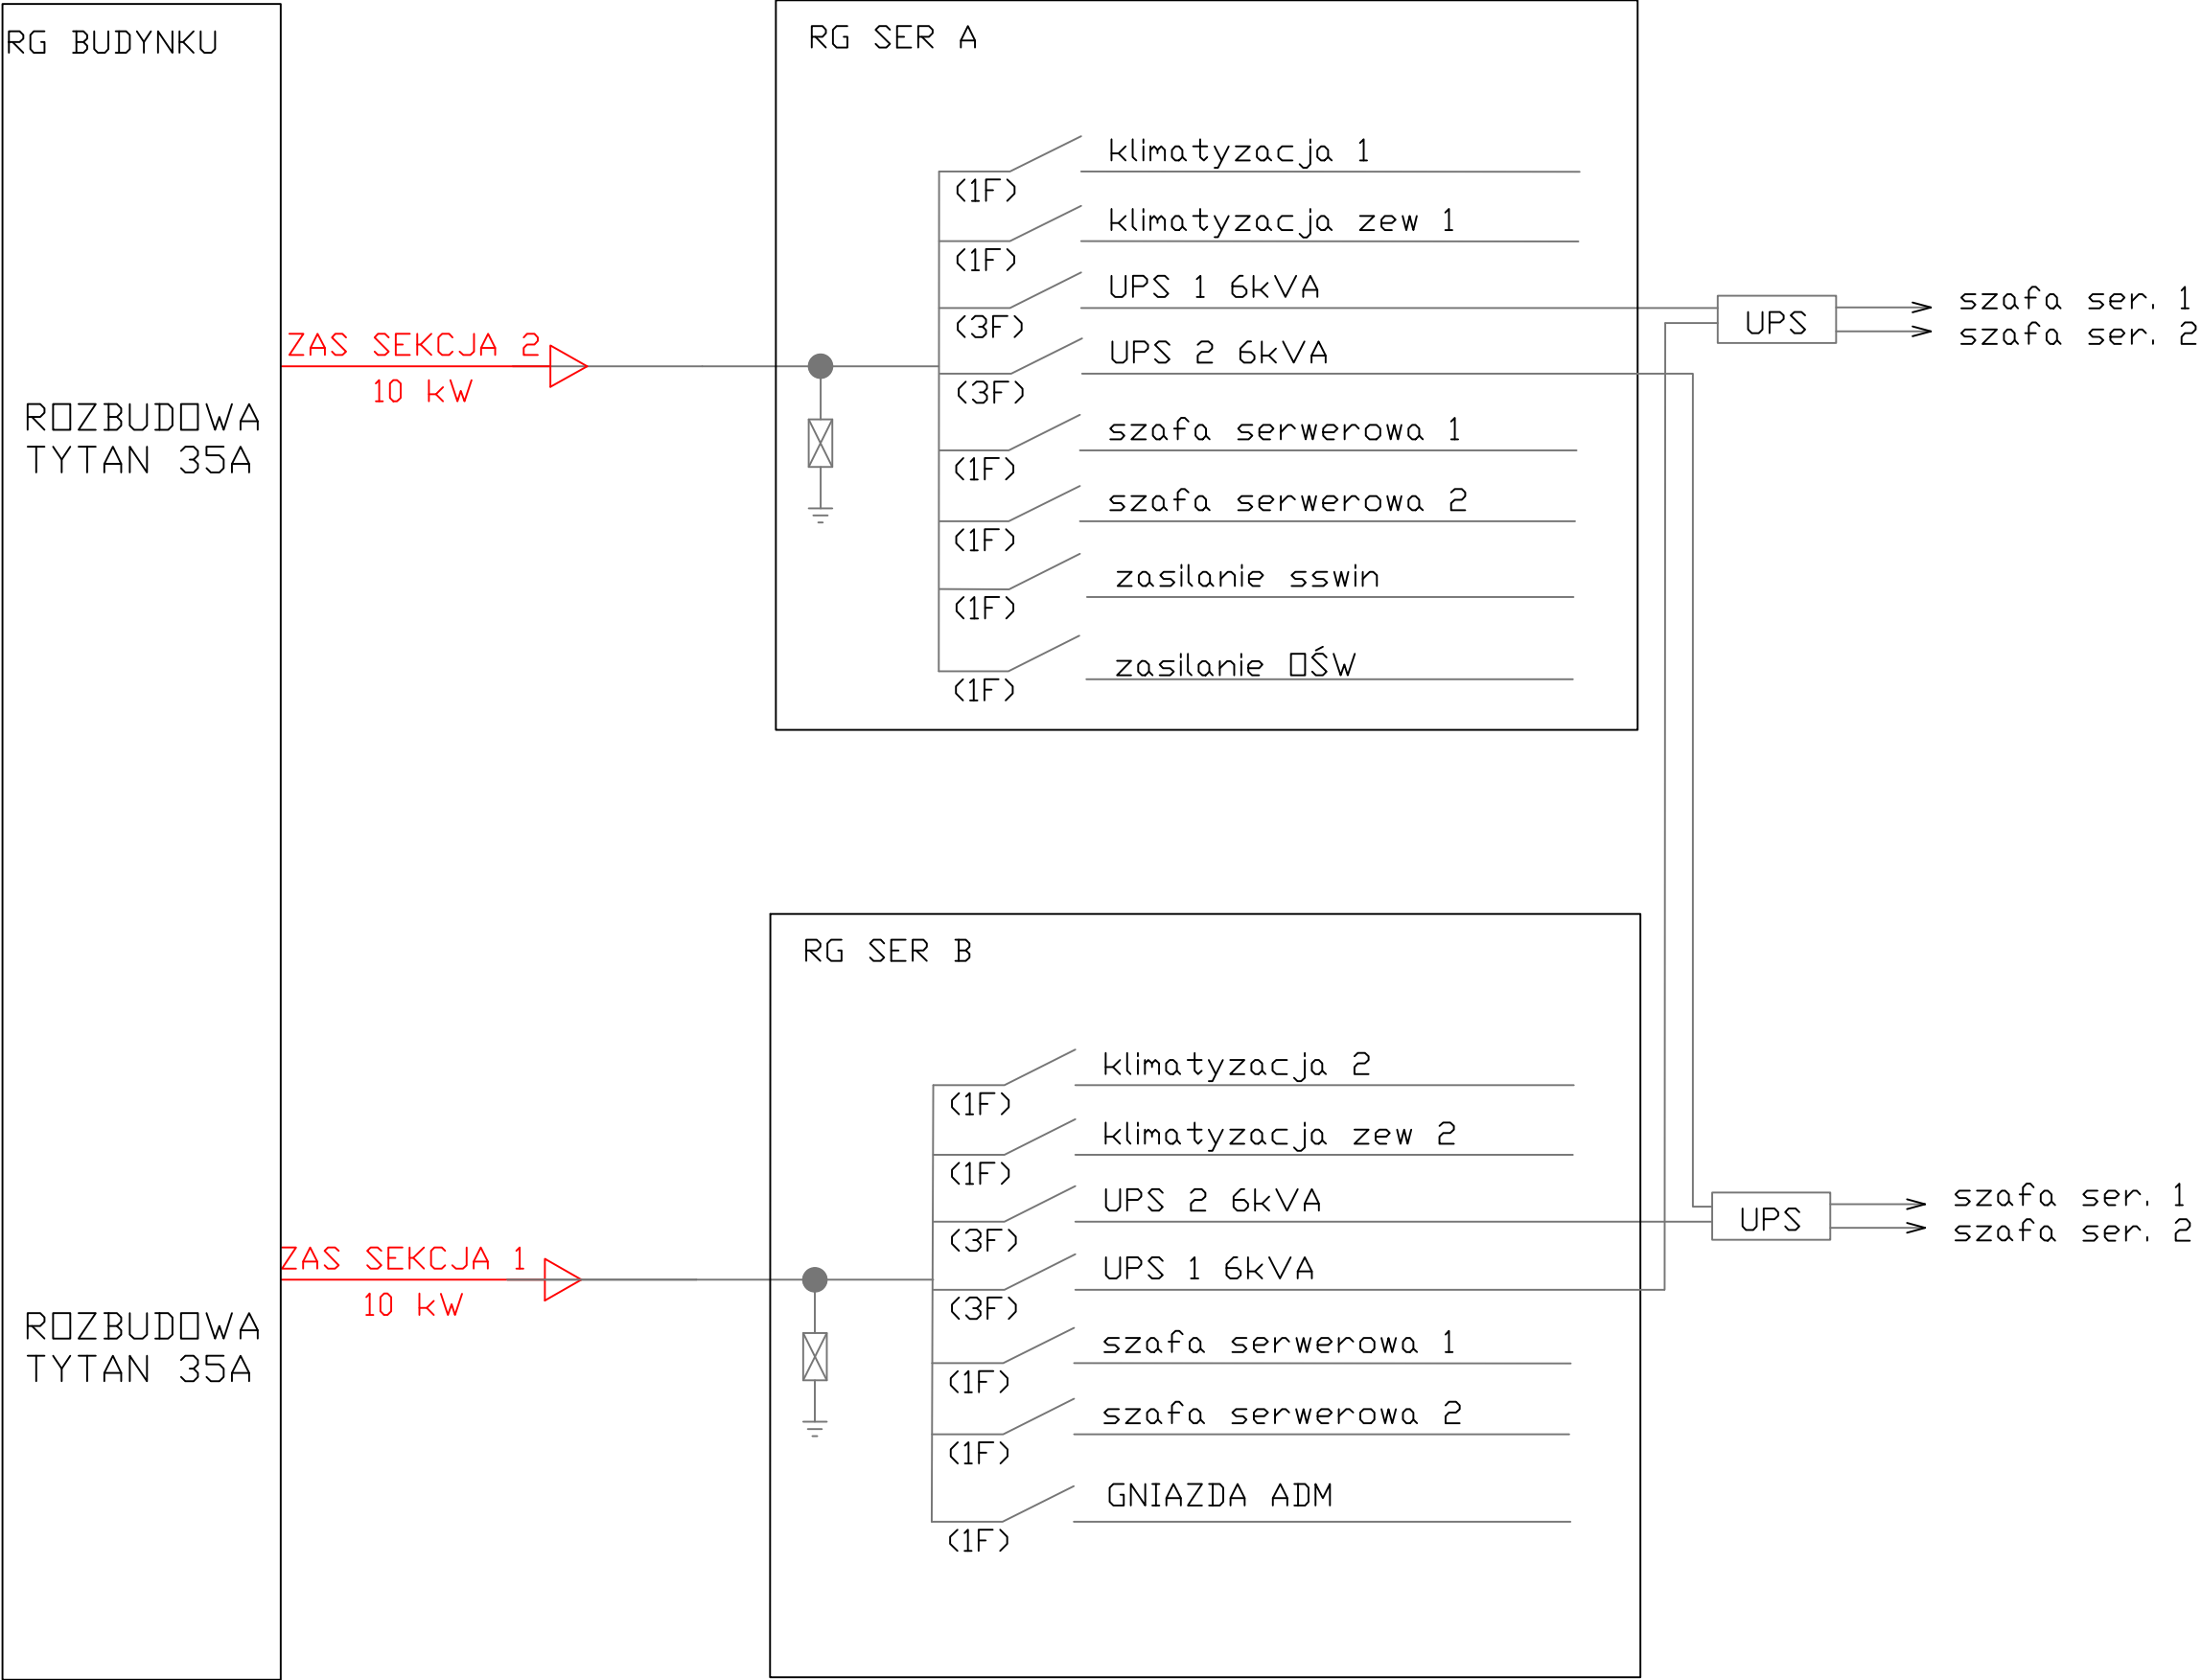 RG BUDYNKU
ZAS SEKCJA 2
10 kW
ROZBUDOWA
TYTAN 35A
RG SER A
klimatyzacja 1
(1F)
klimatyzacja zew 1
(1F)
UPS 1 6kVA
(3F)
UPS 2 6kVA
(3F)
szafa serwerowa 1
(1F)
szafa serwerowa 2
(1F)
zasilanie sswin
(1F)
zasilanie OŚW
(1F)
UPS
szafa ser. 1
szafa ser. 2
ZAS SEKCJA 1
10 kW
ROZBUDOWA
TYTAN 35A
RG SER B
klimatyzacja 2
(1F)
klimatyzacja zew 2
(1F)
UPS 2 6kVA
(3F)
UPS 1 6kVA
(3F)
szafa serwerowa 1
(1F)
szafa serwerowa 2
(1F)
GNIAZDA ADM
(1F)
UPS
szafa ser. 1
szafa ser. 2